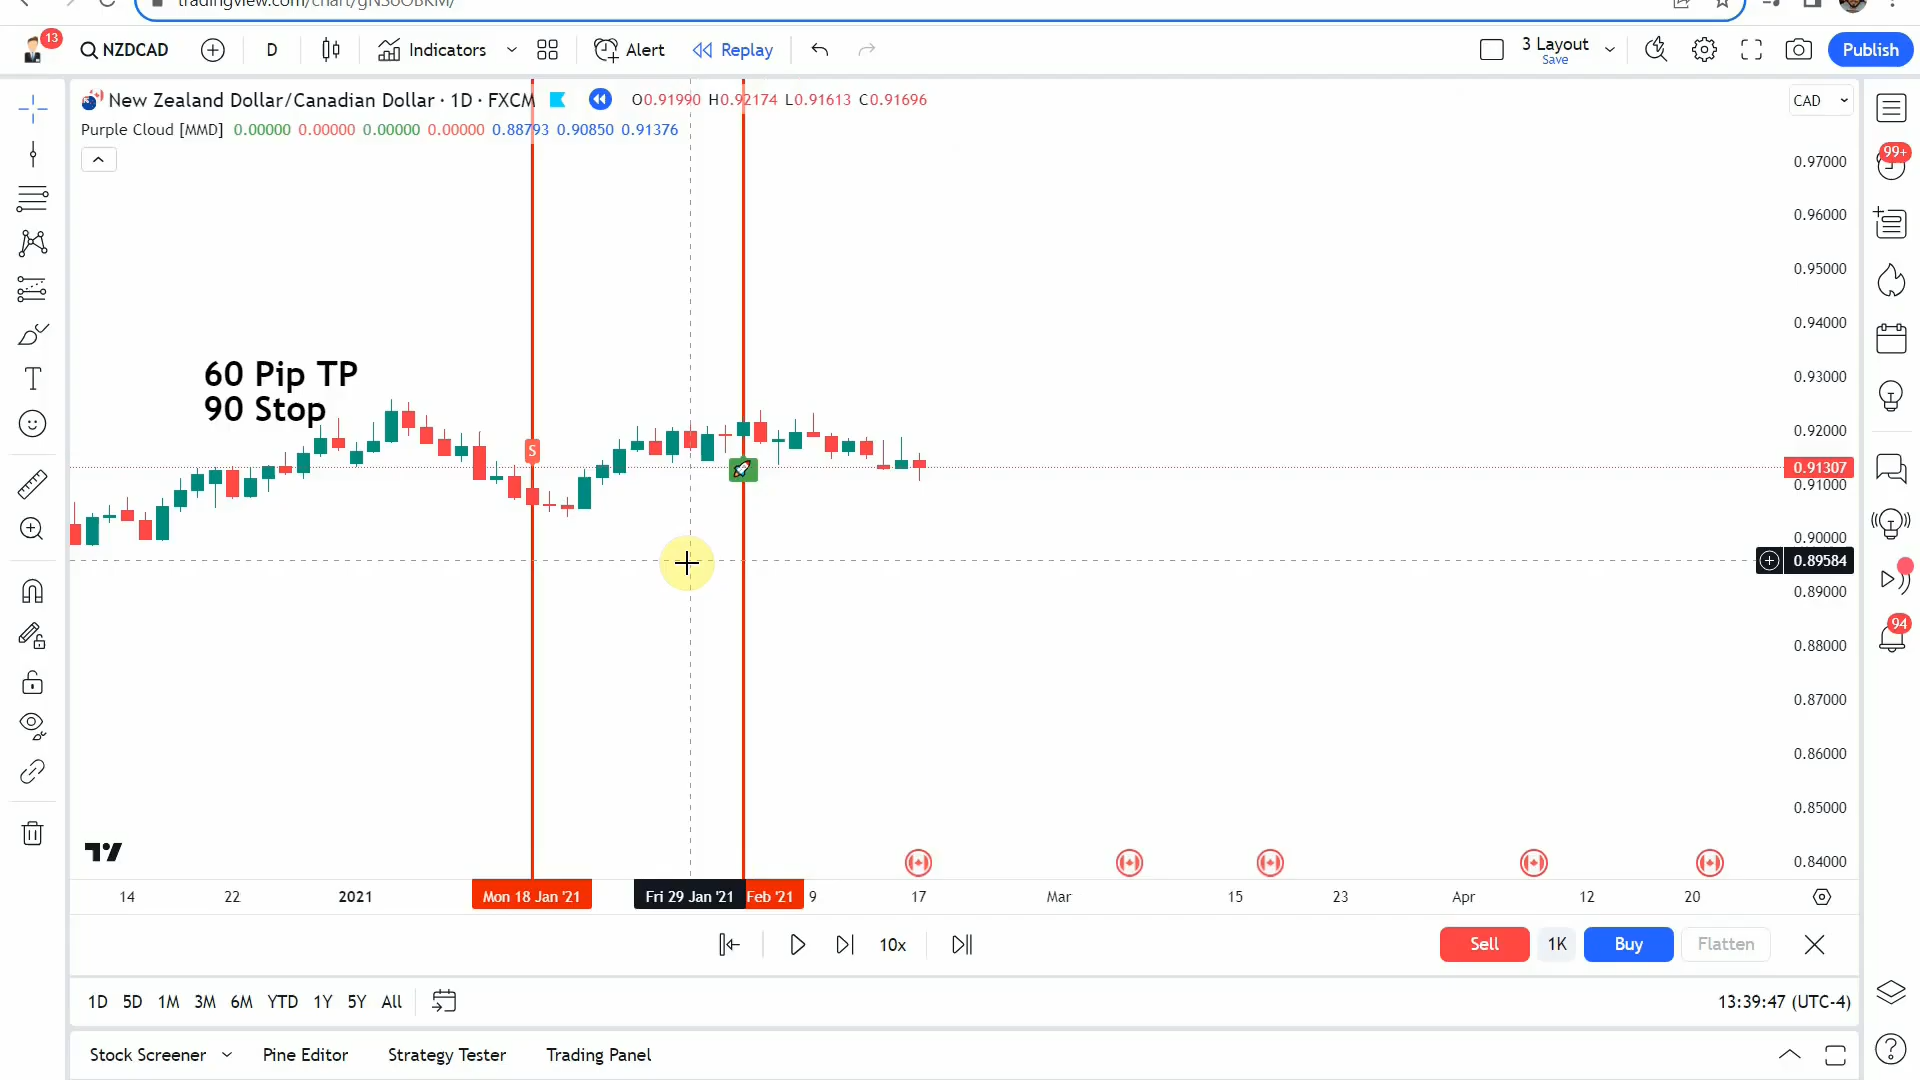 13
NZDCAD
D
Indicators
Alert
Replay
3 Layout
Save
Publish
New Zealand Dollar/Canadian Dollar · 1D · FXCM
O0.91990 H0.92174 L0.91613 C0.91696
CAD
Purple Cloud [MMD] 0.00000 0.00000 0.00000 0.00000 0.88793 0.90850 0.91376
99+
0.97000
0.96000
0.95000
0.94000
60 Pip TP
0.93000
90 Stop
0.92000
S
0.91307
0.91000
0.90000
0.89584
0.89000
94
0.88000
0.87000
0.86000
0.85000
0.84000
14 22 2021 Mon 18 Jan '21 Fri 29 Jan '21 Feb '21 9 17 Mar 15 23 Apr 12 20
10x
Sell 1K Buy Flatten
1D 5D 1M 3M 6M YTD 1Y 5Y All
13:39:47 (UTC-4)
Stock Screener Pine Editor Strategy Tester Trading Panel